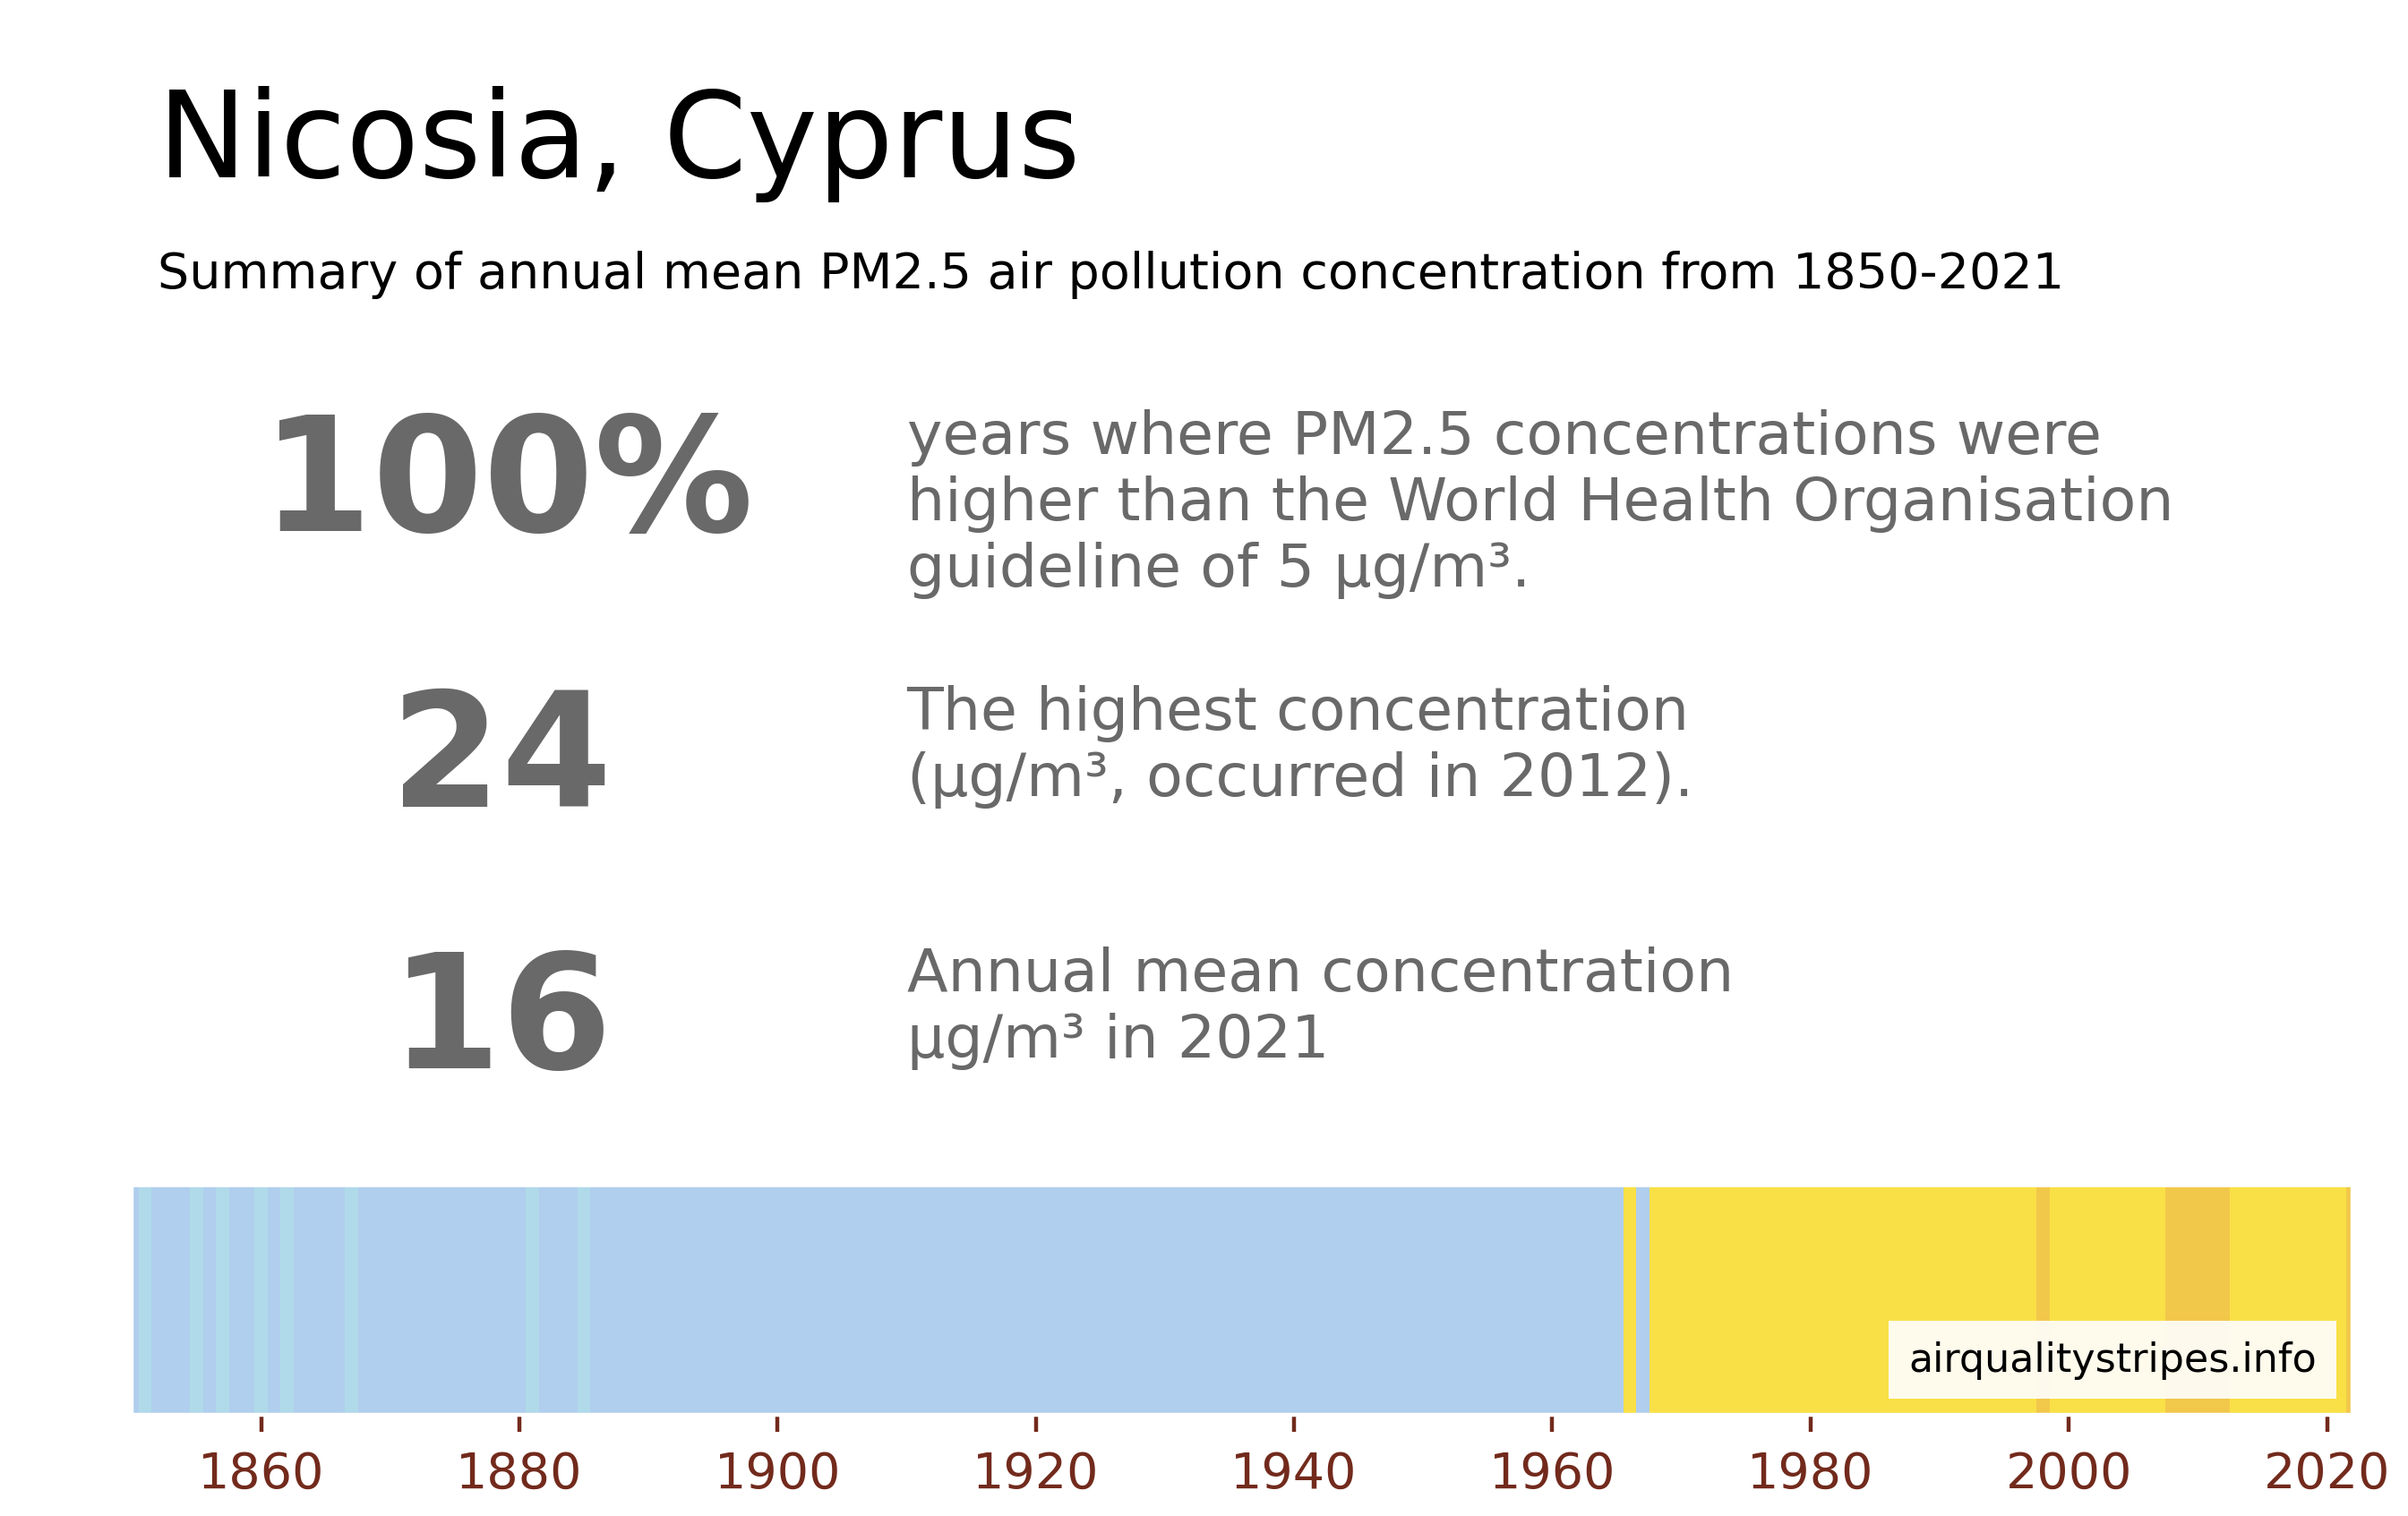 Nicosia, Cyprus
Summary of annual mean PM2.5 air pollution concentration from 1850-2021
100%
years where PM2.5 concentrations were
higher than the World Health Organisation
guideline of 5 µg/m³.
24
The highest concentration
(µg/m³, occurred in 2012).
16
Annual mean concentration
µg/m³ in 2021
airqualitystripes.info
1860 1880 1900 1920 1940 1960 1980 2000 2020